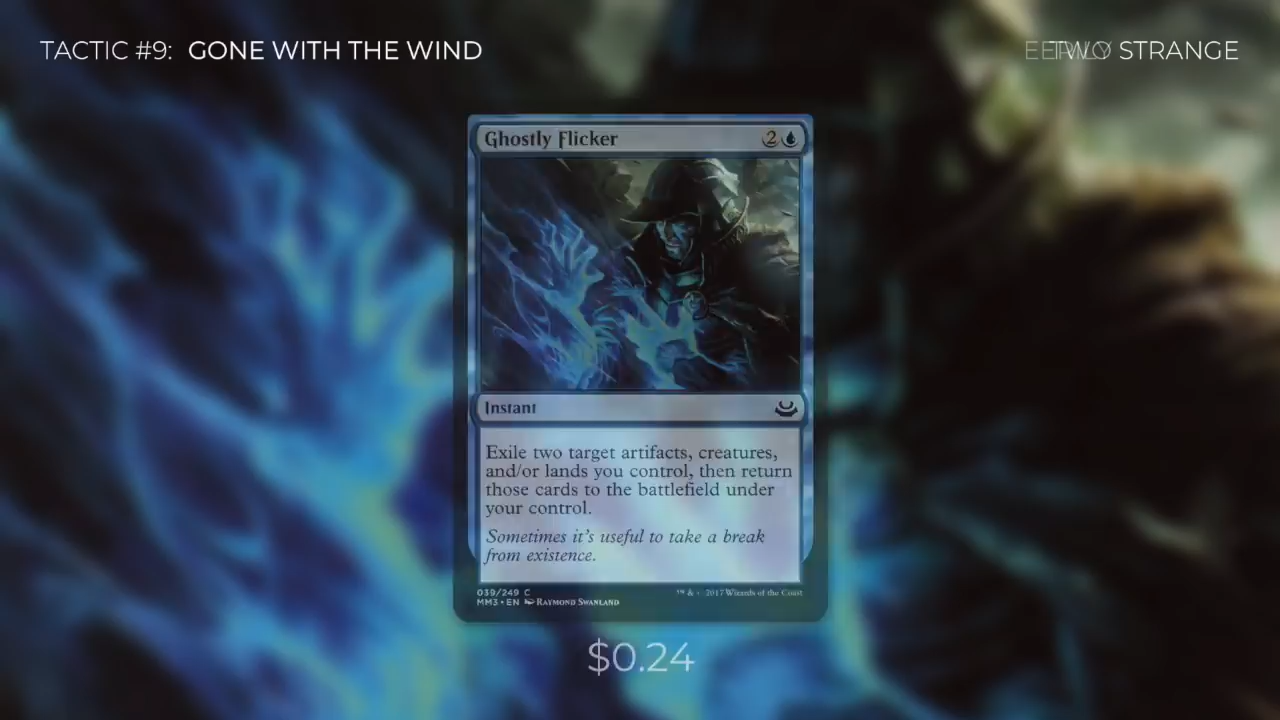 TACTIC #9: GONE WITH THE WIND
STRANGE
Ghostly Flicker 2
Instant
Exile two target artifacts, creatures,
and/or lands you control, then return
those cards to the battlefield under
your control.
Sometimes it's useful to take a break
from existence.
039/249 C
MM3 • EN RAYMOND SWANLAND
™ & © 2017 Wizards of the Coast
$0.24